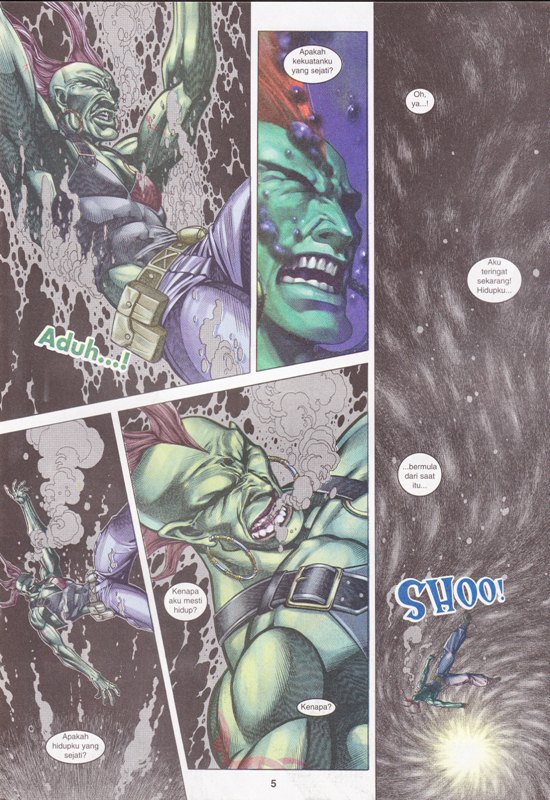 Apakah
kekuatanku
yang sejati?
Aduh...!
Kenapa
aku mesti
hidup?
Kenapa?
Apakah
hidupku yang
sejati?
Oh,
ya...!
Aku
teringat
sekarang!
Hidupku...
...bermula
dari saat
itu...
SHOO!
5